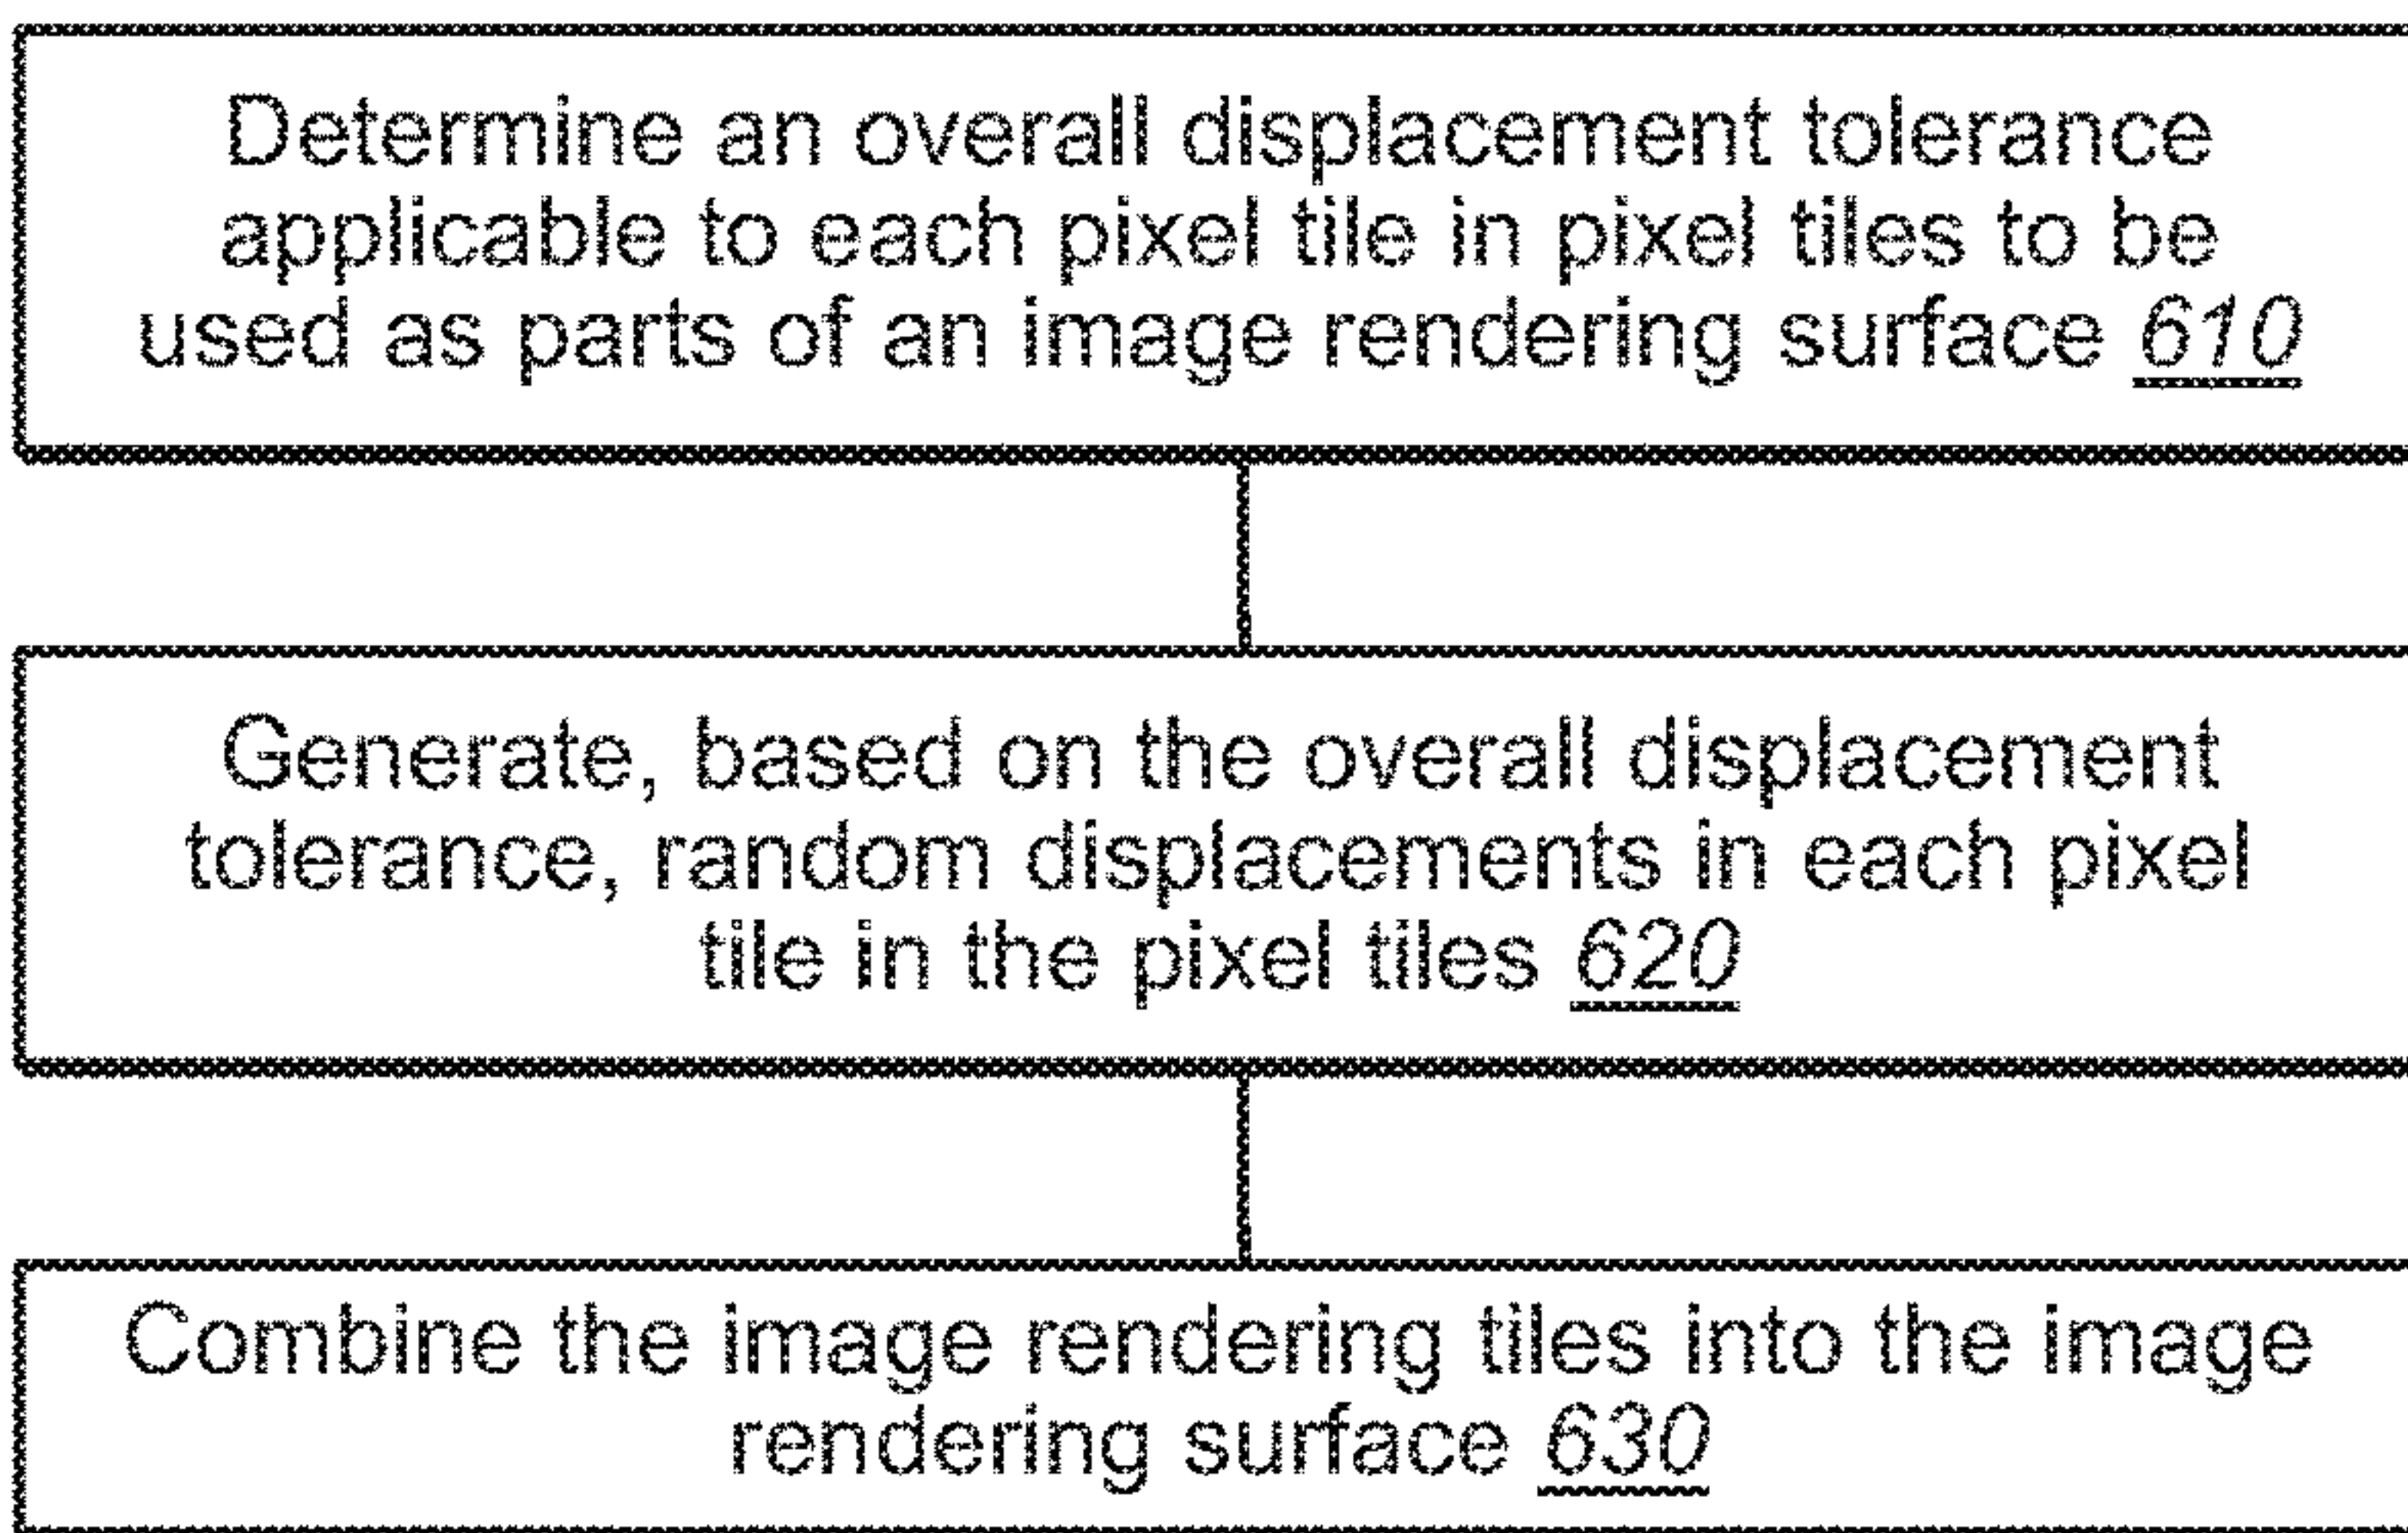 Determine an overall displacement tolerance
applicable to each pixel tile in pixel tiles to be
used as parts of an image rendering surface 610
Generate, based on the overall displacement
tolerance, random displacements in each pixel
tile in the pixel tiles 620
Combine the image rendering tiles into the image
rendering surface 630